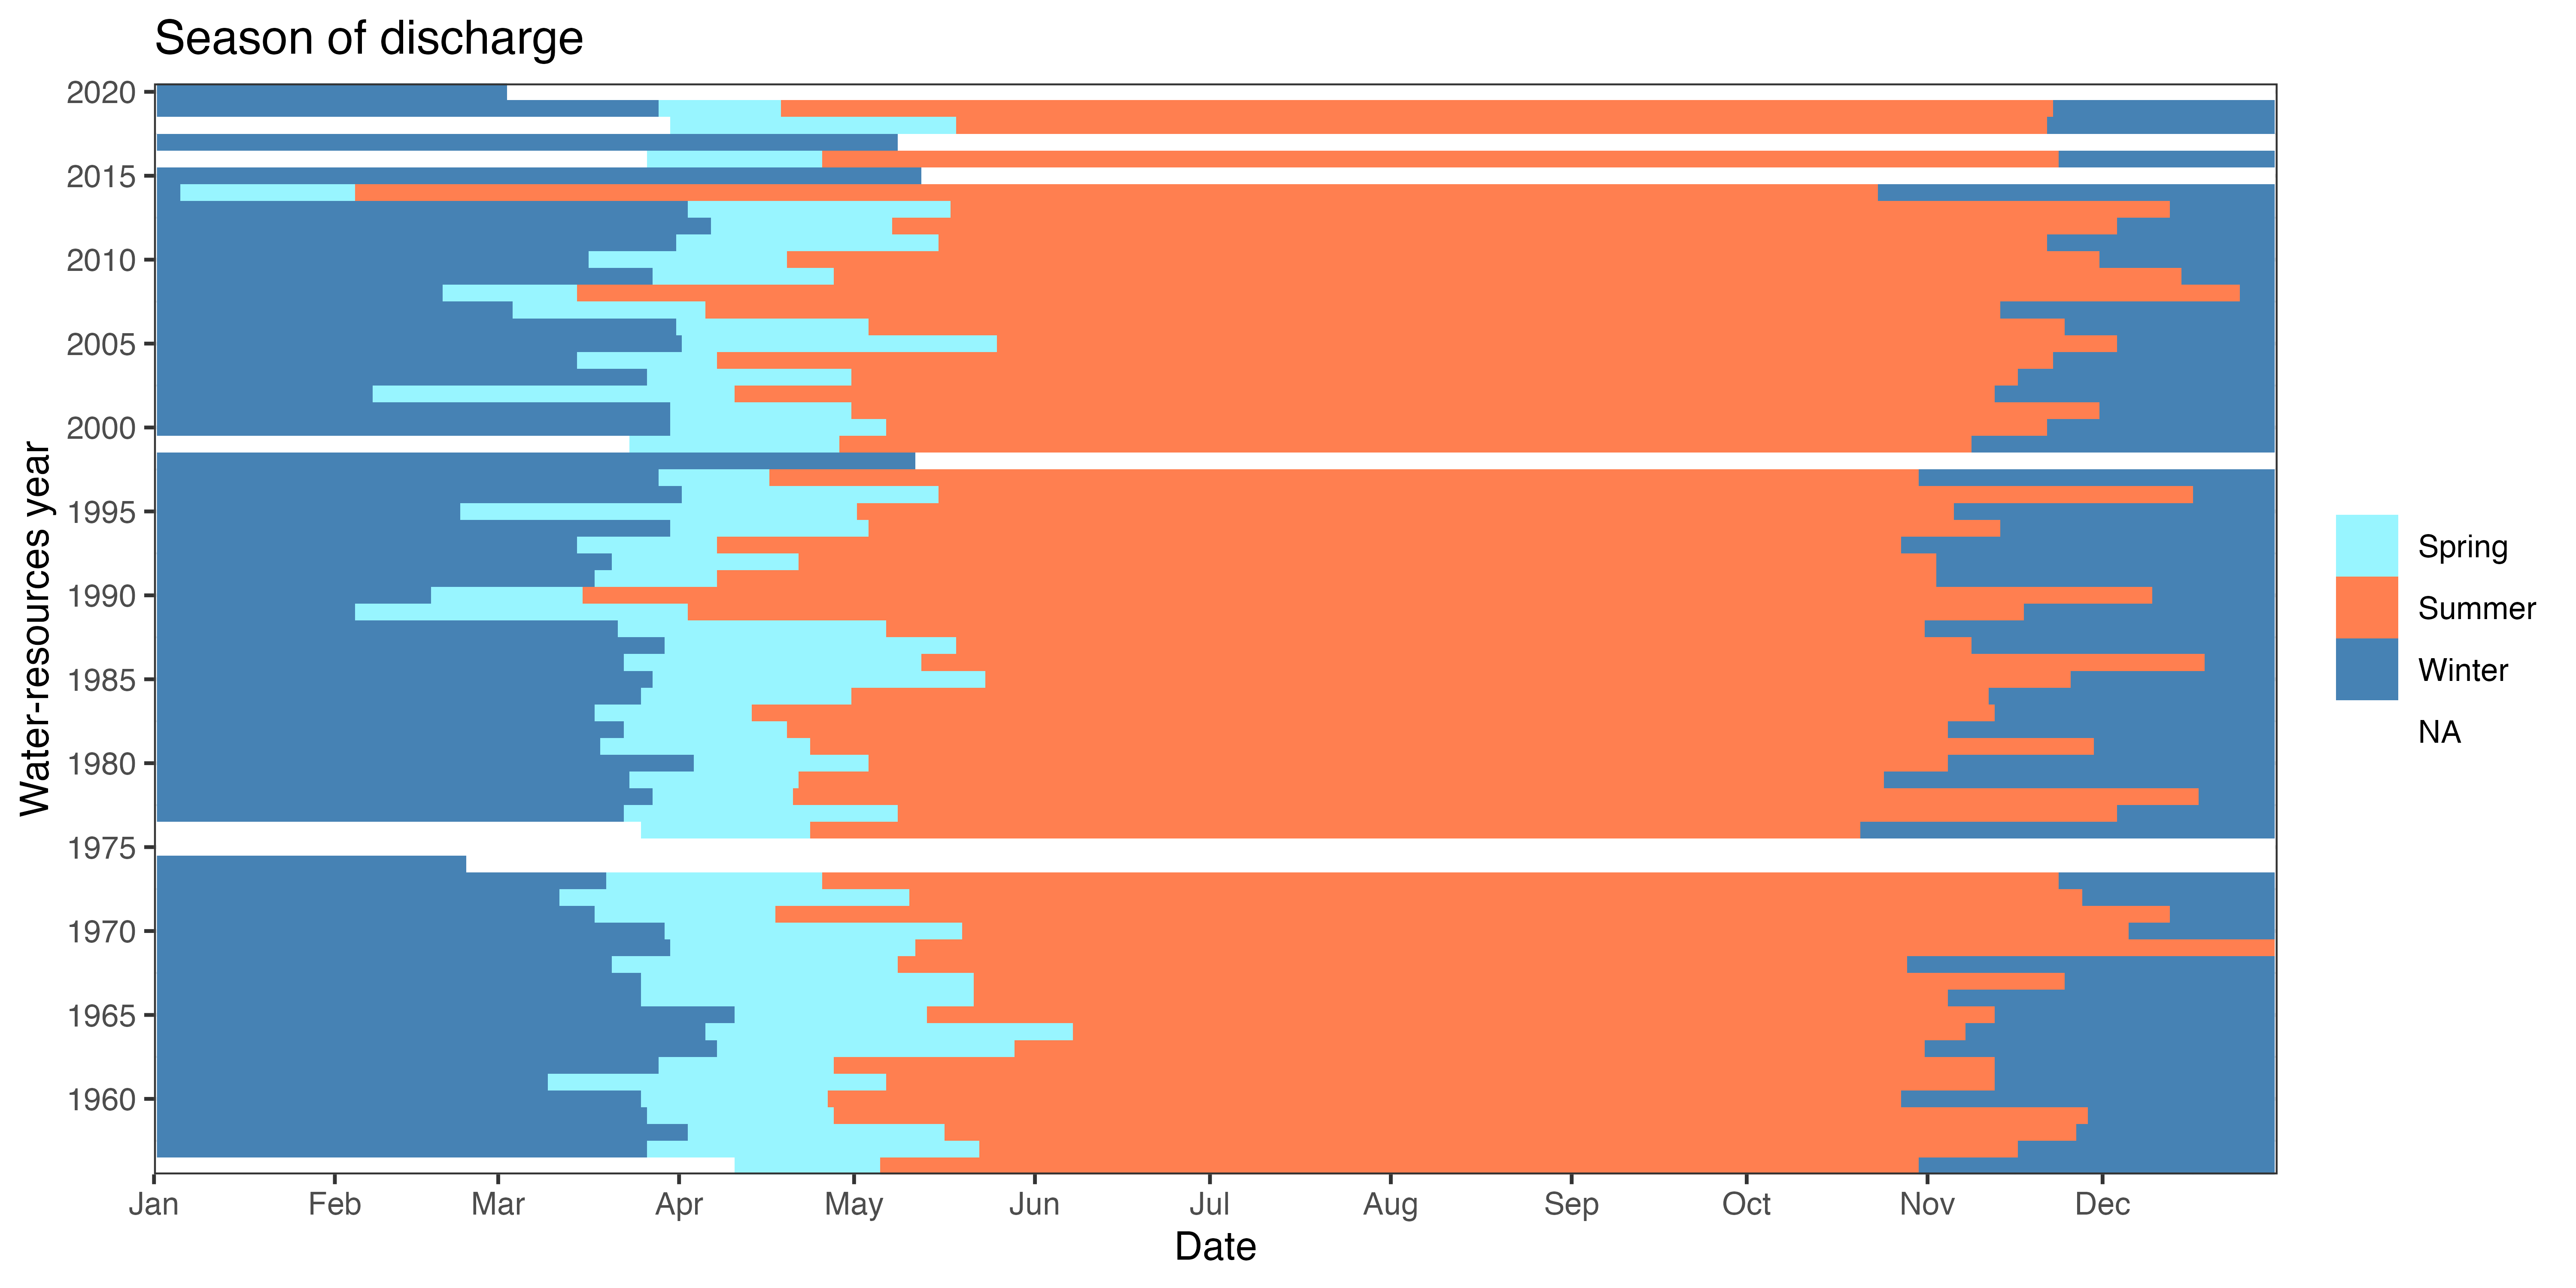 Season of discharge
2020
2015
2010
2005
2000
1995
1990
1985
1980
1975
1970
1965
1960
Water-resources year
Jan Feb Mar Apr May Jun Jul Aug Sep Oct Nov Dec
Date
Spring
Summer
Winter
NA